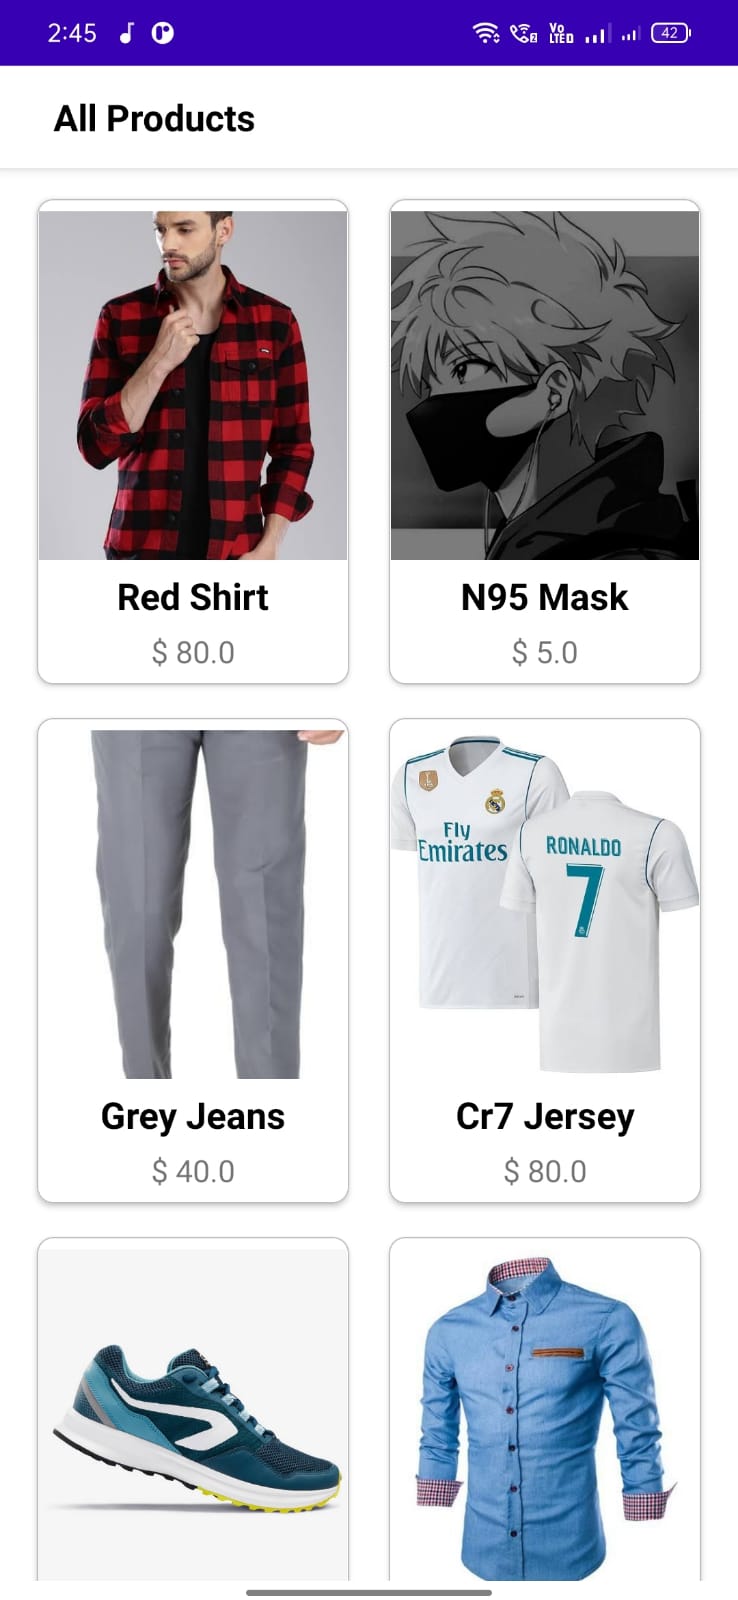 2:45
Vo
LTED
42
All Products
Red Shirt
$ 80.0
N95 Mask
$ 5.0
Fly
Emirates
RONALDO
7
Grey Jeans
$ 40.0
Cr7 Jersey
$ 80.0